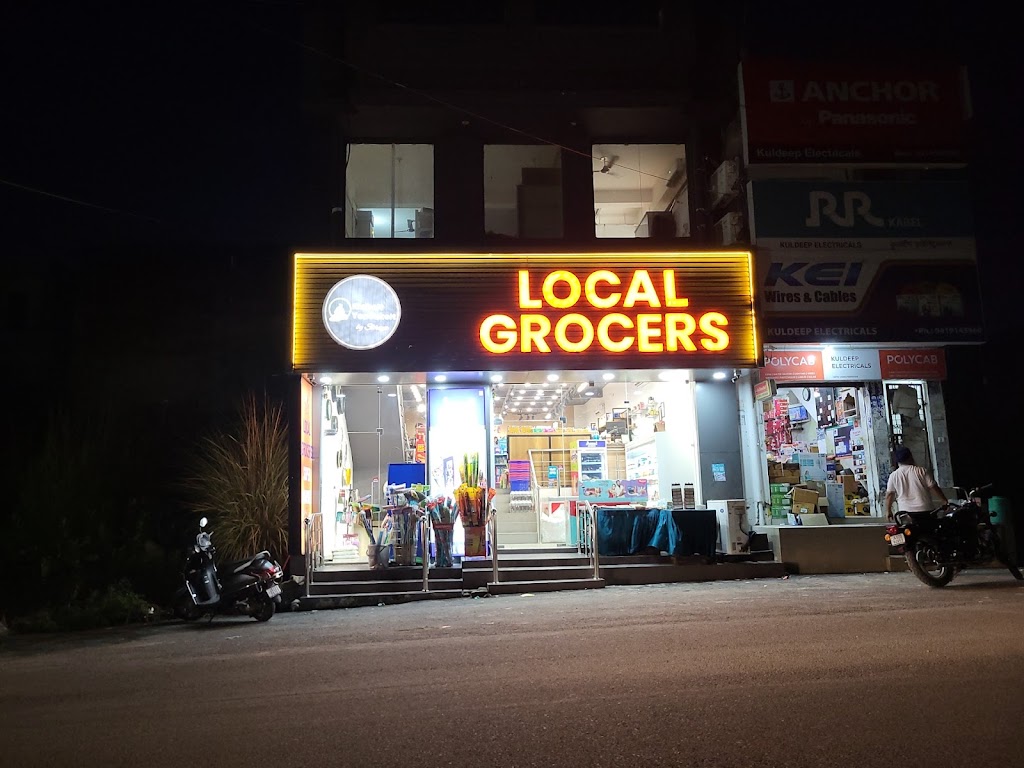 LOCAL
GROCERS
ANCHOR
by Panasonic
Kuldeep Electricals
RR
KABEL
KULDEEP ELECTRICALS
KEI
Wires & Cables
KULDEEP ELECTRICALS
POLYCAB
KULDEEP
ELECTRICALS
POLYCAB